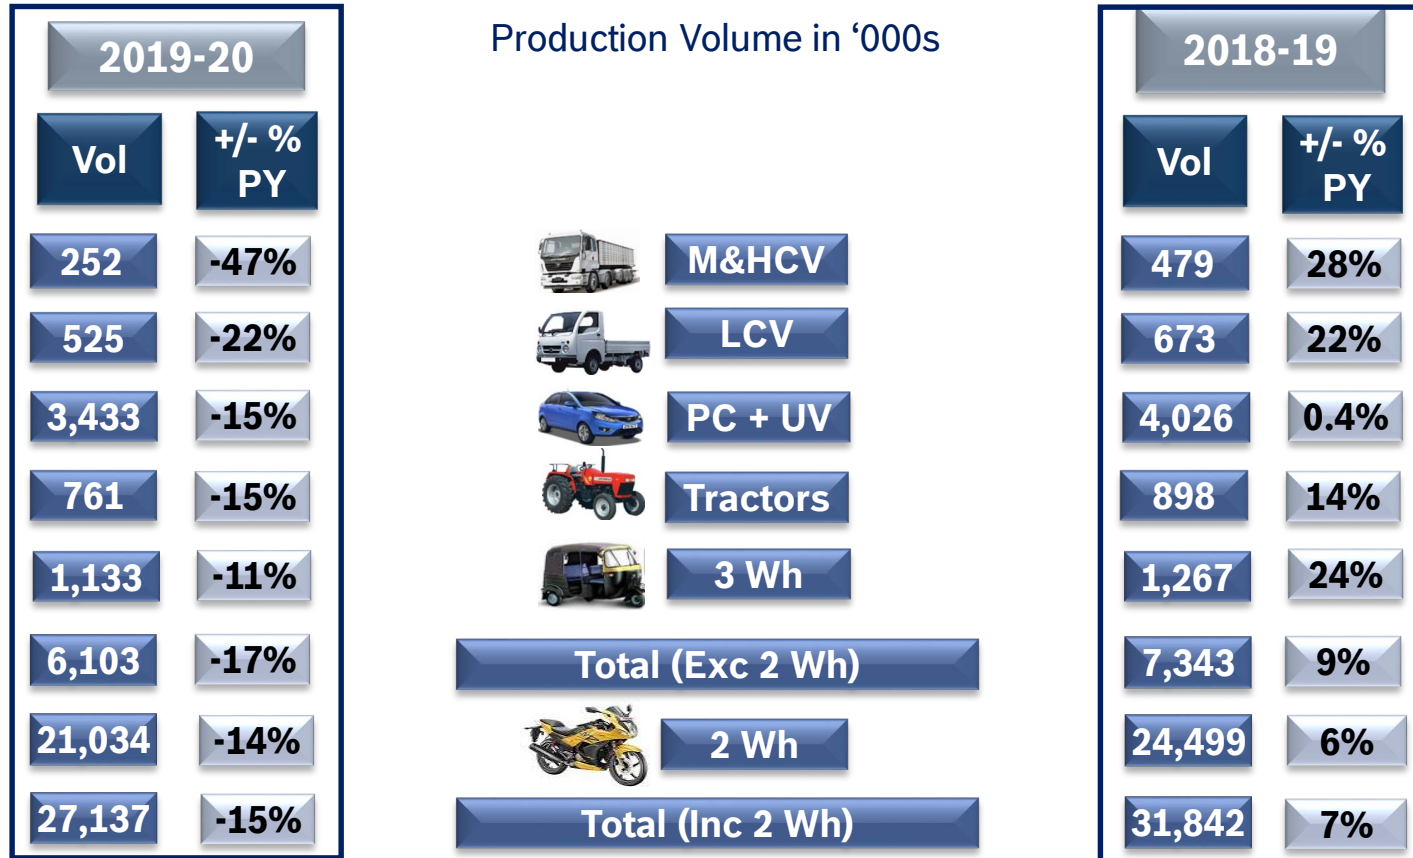 Production Volume in ‘000s
2019-20
2018-19
Vol
+/- %
PY
Vol
+/- %
PY
252 -47% M&HCV 479 28%
525 -22% LCV 673 22%
3,433 -15% PC + UV 4,026 0.4%
761 -15% Tractors 898 14%
1,133 -11% 3 Wh 1,267 24%
6,103 -17% Total (Exc 2 Wh) 7,343 9%
21,034 -14% 2 Wh 24,499 6%
27,137 -15% Total (Inc 2 Wh) 31,842 7%